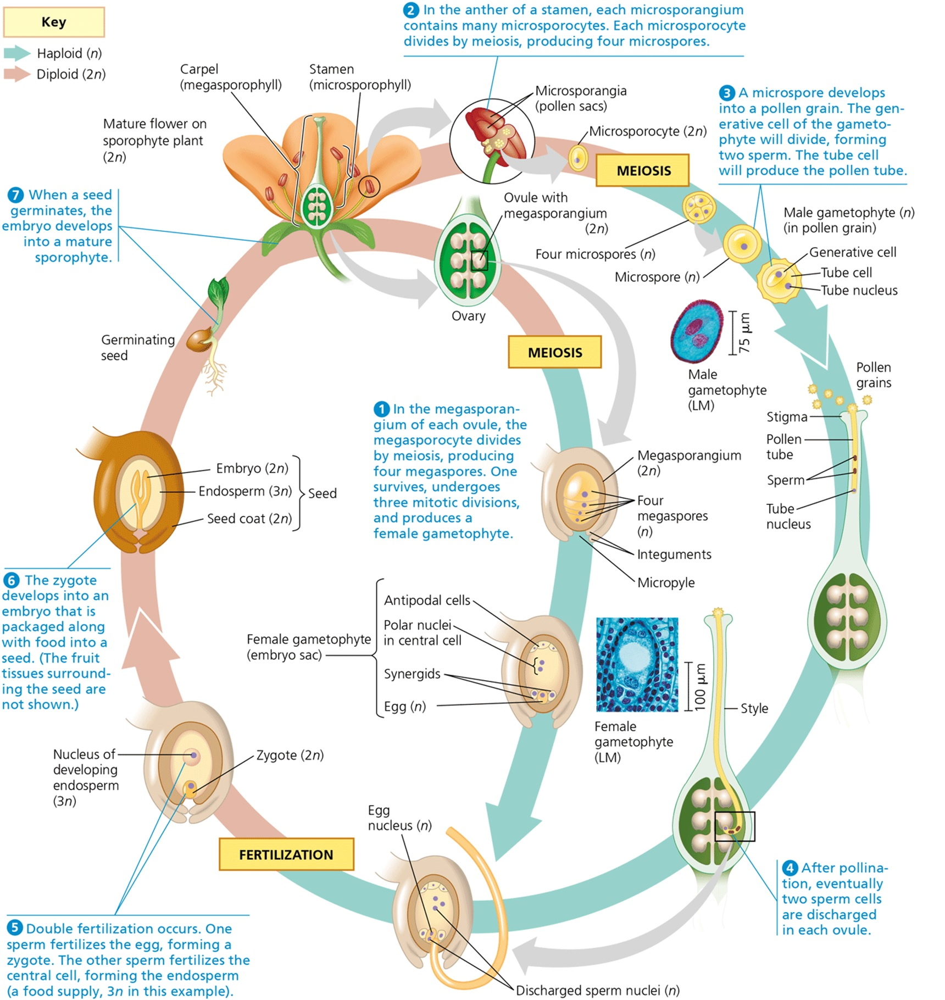 Key
Haploid (n)
Diploid (2n)
2 In the anther of a stamen, each microsporangium
contains many microsporocytes. Each microsporocyte
divides by meiosis, producing four microspores.
Carpel
(megasporophyll)
Stamen
(microsporophyll)
Mature flower on
sporophyte plant
(2n)
Microsporangia
(pollen sacs)
Microsporocyte (2n)
MEIOSIS
3 A microspore develops
into a pollen grain. The gen-
erative cell of the gameto-
phyte will divide, forming
two sperm. The tube cell
will produce the pollen tube.
7 When a seed
germinates, the
embryo develops
into a mature
sporophyte.
Ovule with
megasporangium
(2n)
Male gametophyte (n)
(in pollen grain)
Four microspores (n)
Microspore (n)
Generative cell
Tube cell
Tube nucleus
Ovary
75 μm
Germinating
seed
MEIOSIS
Male
gametophyte
(LM)
Pollen
grains
1 In the megasporan-
gium of each ovule, the
megasporocyte divides
by meiosis, producing
four megaspores. One
survives, undergoes
three mitotic divisions,
and produces a
female gametophyte.
Stigma
Pollen
tube
Sperm
Tube
nucleus
Megasporangium
(2n)
Four
megaspores
(n)
Integuments
Micropyle
Embryo (2n)
Endosperm (3n)
Seed coat (2n)
Seed
6 The zygote
develops into an
embryo that is
packaged along
with food into a
seed. (The fruit
tissues surround-
ing the seed are
not shown.)
Antipodal cells
Polar nuclei
in central cell
Female gametophyte
(embryo sac)
Synergids
Egg (n)
100 μm
Female
gametophyte
(LM)
Style
Nucleus of
developing
endosperm
(3n)
Zygote (2n)
Egg
nucleus (n)
FERTILIZATION
4 After pollina-
tion, eventually
two sperm cells
are discharged
in each ovule.
5 Double fertilization occurs. One
sperm fertilizes the egg, forming a
zygote. The other sperm fertilizes the
central cell, forming the endosperm
(a food supply, 3n in this example).
Discharged sperm nuclei (n)